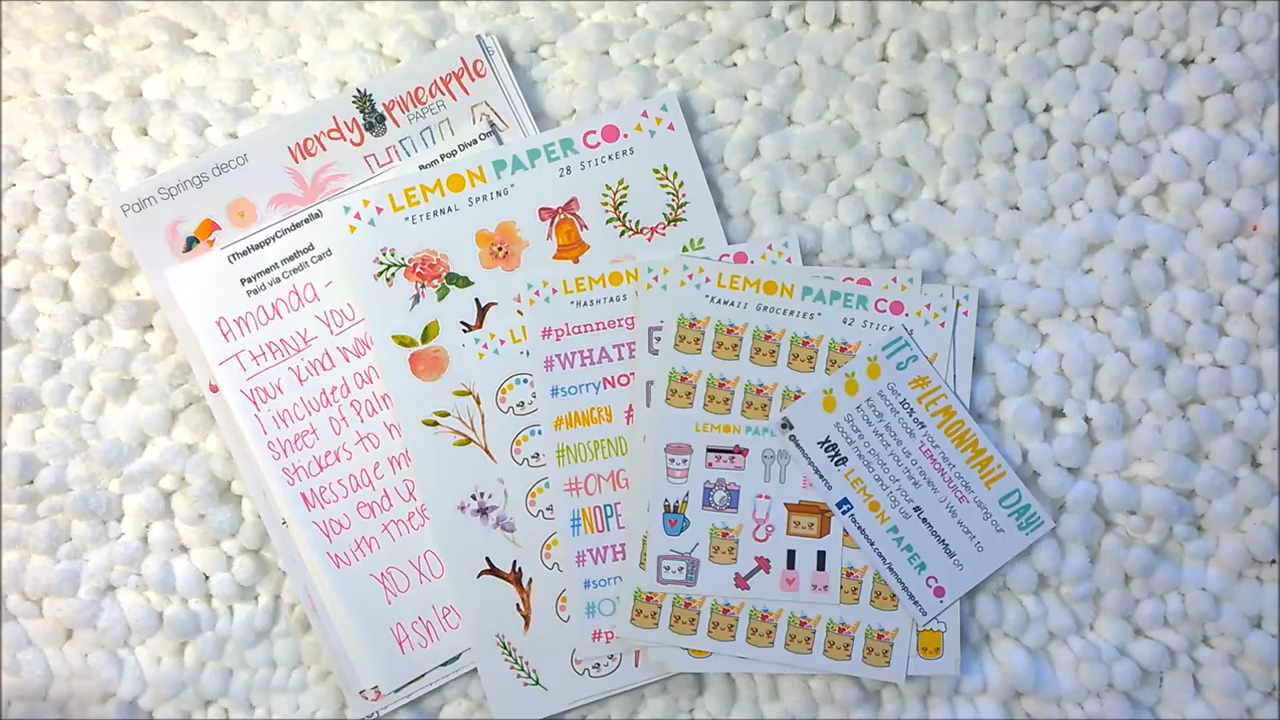 Palm Springs decor
nerdy pineapple
PAPER
Bom Pop Diva
(TheHappyCinderella)
Payment method
Paid via Credit Card
Amanda-
THANK YOU
your kind
I included an
sheet of Palm
Stickers to
Message
you end up
with these
XOXO
LEMON PAPER CO.
"ETERNAL SPRING"
28 STICKERS
LEMON
"HASHTAGS
#WHATE
#sorryNOT
#HANGRY
#NOSPEND
#OMG
#NOPE
#WH
#sorr
#p
LEMON PAPER CO.
"KAWAII GROCERIES"
42 STICK
LEMON PAP
IT'S
#LEMONMAIL DAY!
Get 10% off your next order using our
secret code: LEMONJUICE
Kindly leave us a review :) We want to
know what you think!
Share a photo of your #LemonMail on
social media and tag us!
XOXO LEMON PAPER CO.
@lemonpaperco
Facebook.com/lemonpaperco